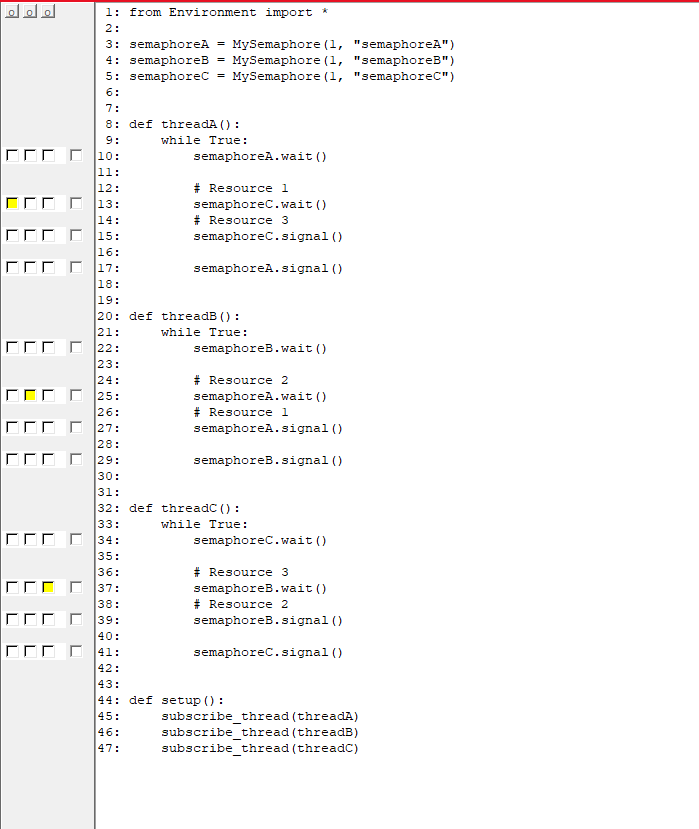 o o o
1: from Environment import *
2:
3: semaphoreA = MySemaphore(1, "semaphoreA")
4: semaphoreB = MySemaphore(1, "semaphoreB")
5: semaphoreC = MySemaphore(1, "semaphoreC")
6:
7:
8: def threadA():
9:     while True:
10:         semaphoreA.wait()
11:
12:         # Resource 1
13:         semaphoreC.wait()
14:         # Resource 3
15:         semaphoreC.signal()
16:
17:         semaphoreA.signal()
18:
19:
20: def threadB():
21:     while True:
22:         semaphoreB.wait()
23:
24:         # Resource 2
25:         semaphoreA.wait()
26:         # Resource 1
27:         semaphoreA.signal()
28:
29:         semaphoreB.signal()
30:
31:
32: def threadC():
33:     while True:
34:         semaphoreC.wait()
35:
36:         # Resource 3
37:         semaphoreB.wait()
38:         # Resource 2
39:         semaphoreB.signal()
40:
41:         semaphoreC.signal()
42:
43:
44: def setup():
45:     subscribe_thread(threadA)
46:     subscribe_thread(threadB)
47:     subscribe_thread(threadC)